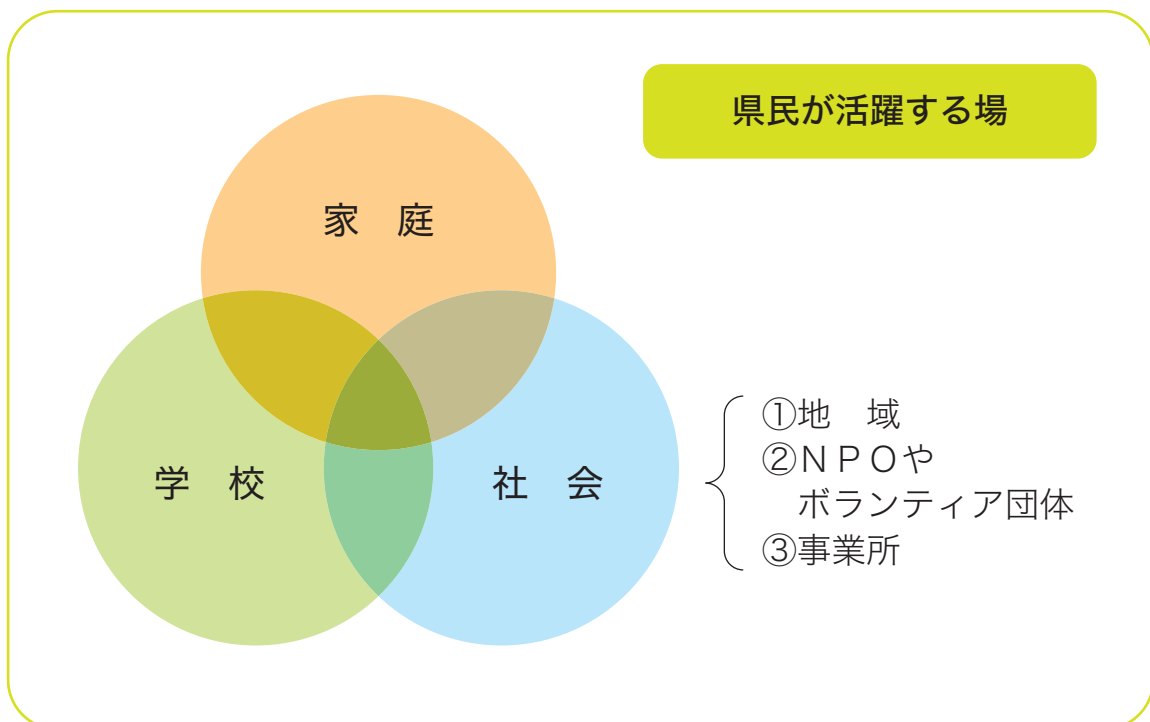 県民が活躍する場
家　庭
学　校
社　会
①地　域
②ＮＰＯや
ボランティア団体
③事業所